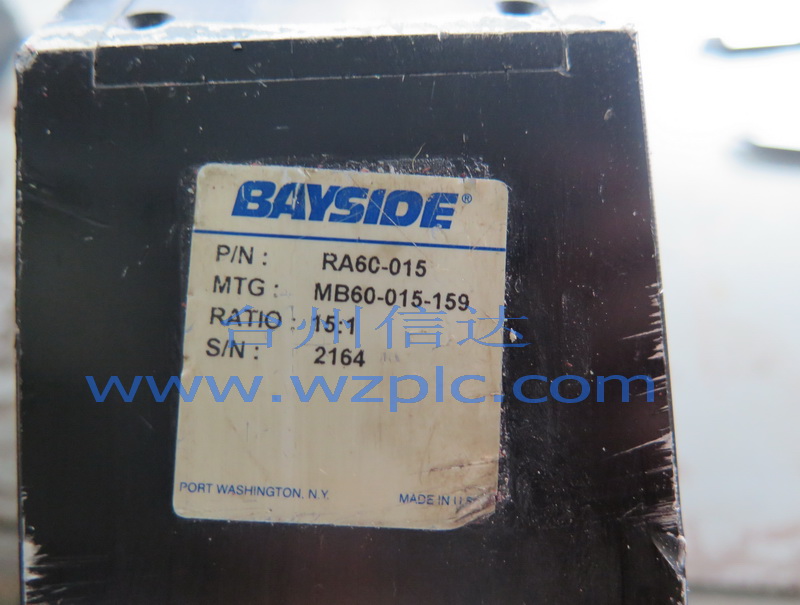 BAYSIDE®
P/N : RA60-015
MTG : MB60-015-159
RATIO : 15:1
台州信达
S/N : 2164
www.wzplc.com
PORT WASHINGTON, N.Y. MADE IN